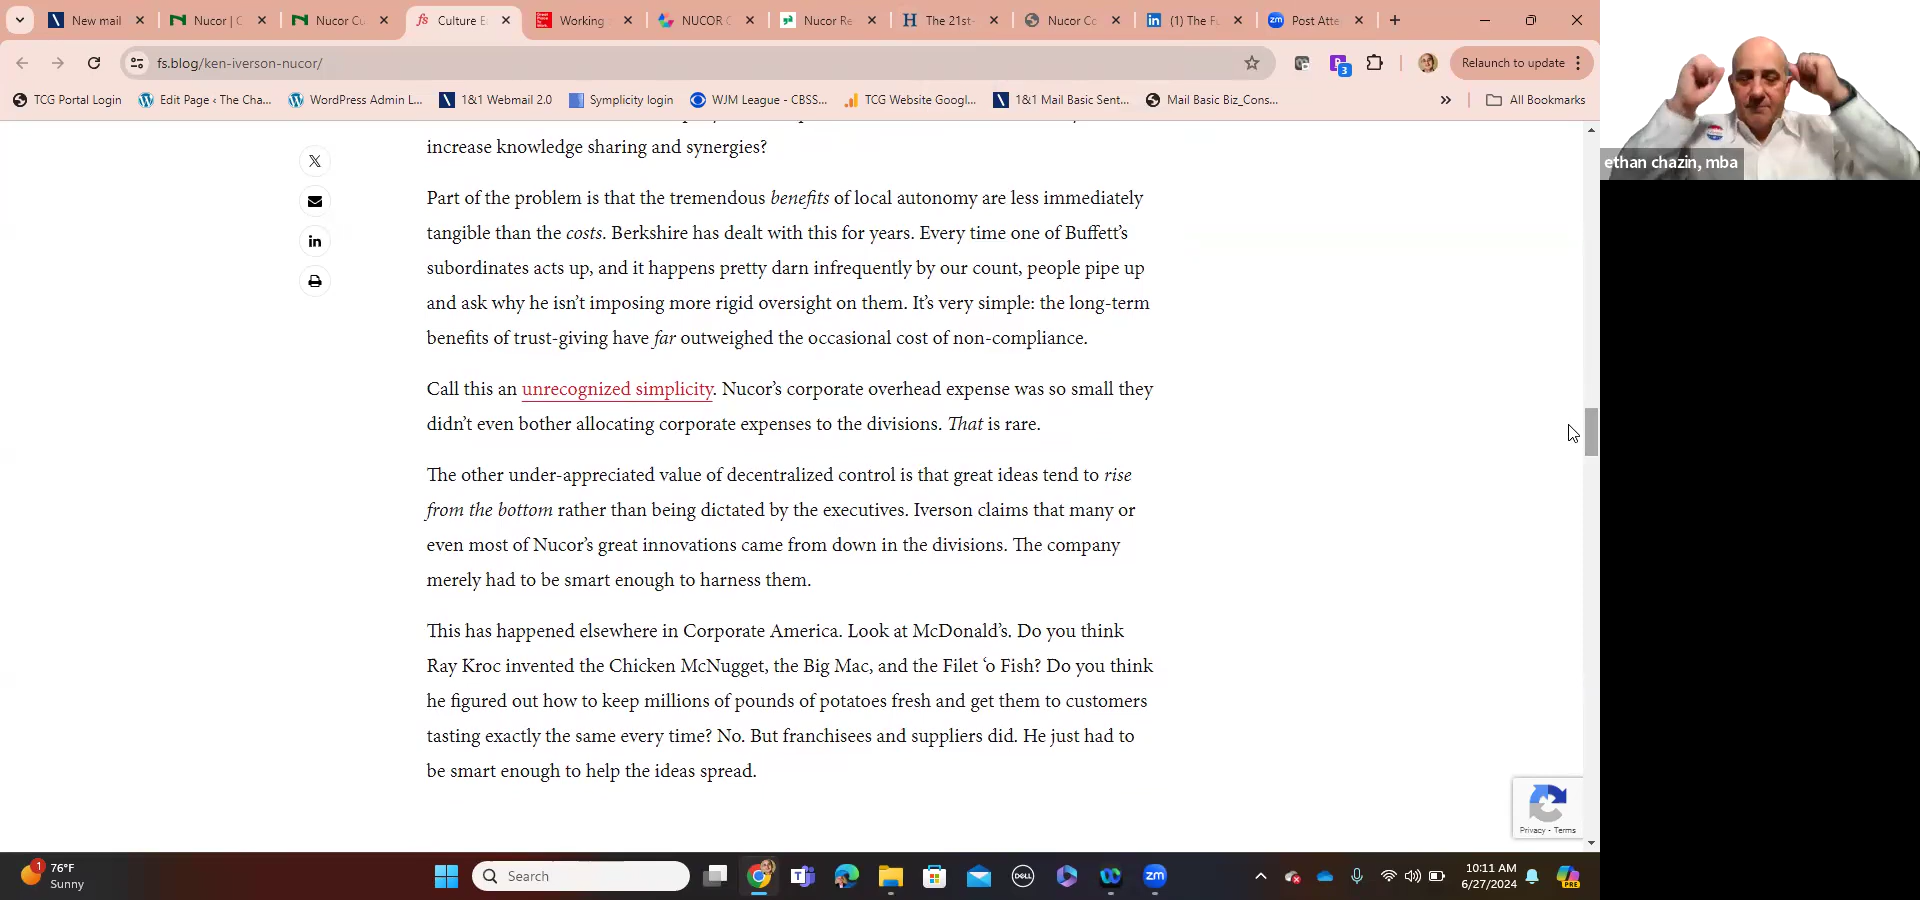 New mail
Nucor | C
Nucor Cu
Culture E
Working
NUCOR C
Nucor Re
The 21st-
Nucor Co
(1) The Fu
Post Atte
fs.blog/ken-iverson-nucor/
3
Relaunch to update
TCG Portal Login
Edit Page ‹ The Cha...
WordPress Admin L...
1&1 Webmail 2.0
Symplicity login
WJM League - CBSS...
TCG Website Googl...
1&1 Mail Basic Sent...
Mail Basic Biz_Cons...
All Bookmarks
increase knowledge sharing and synergies?
Part of the problem is that the tremendous benefits of local autonomy are less immediately
tangible than the costs. Berkshire has dealt with this for years. Every time one of Buffett’s
subordinates acts up, and it happens pretty darn infrequently by our count, people pipe up
and ask why he isn’t imposing more rigid oversight on them. It’s very simple: the long-term
benefits of trust-giving have far outweighed the occasional cost of non-compliance.
Call this an unrecognized simplicity. Nucor’s corporate overhead expense was so small they
didn’t even bother allocating corporate expenses to the divisions. That is rare.
The other under-appreciated value of decentralized control is that great ideas tend to rise
from the bottom rather than being dictated by the executives. Iverson claims that many or
even most of Nucor’s great innovations came from down in the divisions. The company
merely had to be smart enough to harness them.
This has happened elsewhere in Corporate America. Look at McDonald’s. Do you think
Ray Kroc invented the Chicken McNugget, the Big Mac, and the Filet ‘o Fish? Do you think
he figured out how to keep millions of pounds of potatoes fresh and get them to customers
tasting exactly the same every time? No. But franchisees and suppliers did. He just had to
be smart enough to help the ideas spread.
Privacy - Terms
ethan chazin, mba
1
76°F
Sunny
Search
DELL
zm
10:11 AM
6/27/2024
PRE